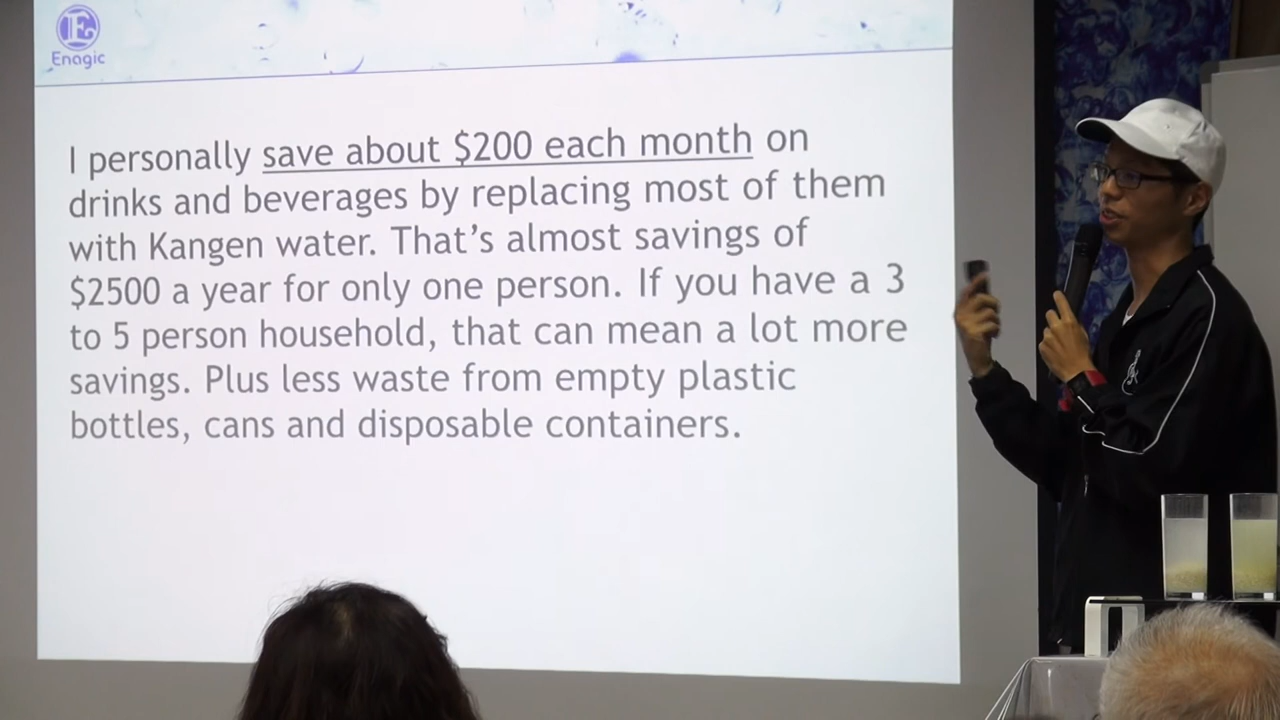 Enagic
I personally save about $200 each month on
drinks and beverages by replacing most of them
with Kangen water. That's almost savings of
$2500 a year for only one person. If you have a 3
to 5 person household, that can mean a lot more
savings. Plus less waste from empty plastic
bottles, cans and disposable containers.